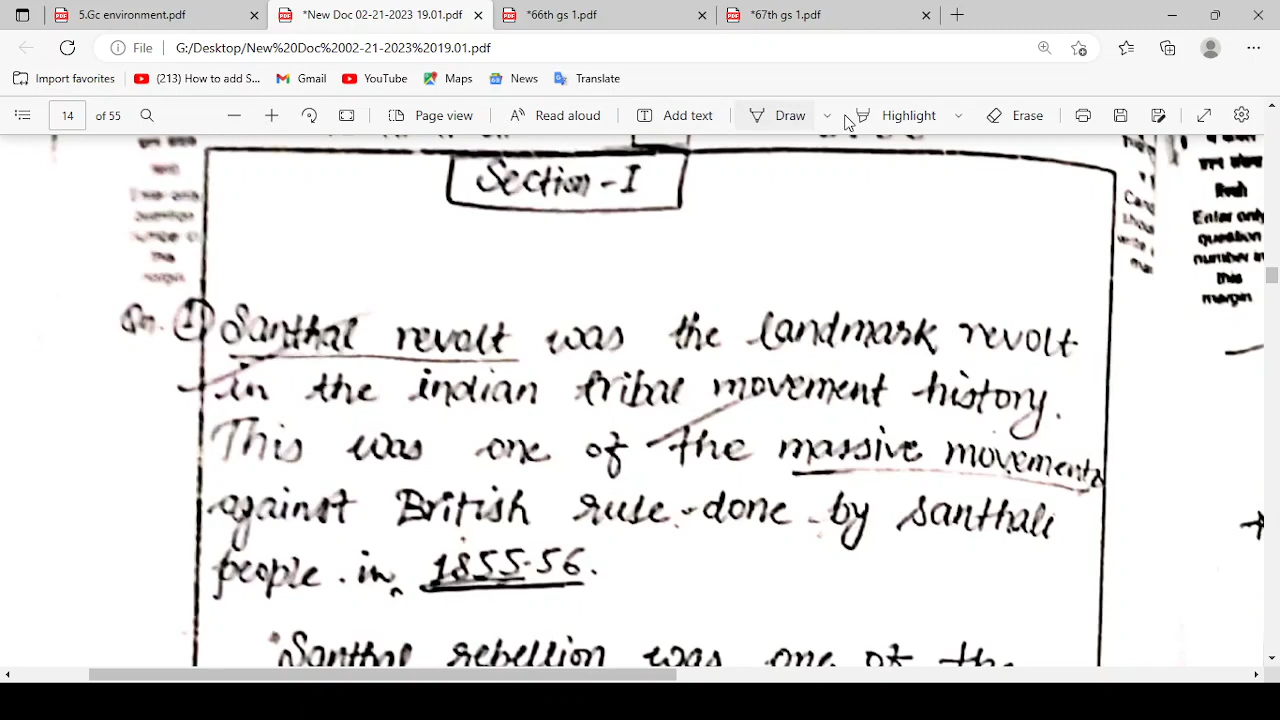 5.Gc environment.pdf
*New Doc 02-21-2023 19.01.pdf
*66th gs 1.pdf
*67th gs 1.pdf
File
G:/Desktop/New%20Doc%2002-21-2023%2019.01.pdf
Import favorites
(213) How to add S...
Gmail
YouTube
Maps
News
Translate
14 of 55
Page view
Read aloud
Add text
Draw
Highlight
Erase
Section-I
Qn. ① Santhal revolt was the landmark revolt
in the indian tribal movement history.
This was one of the massive movements
against British rule done by santhali
people in 1855-56.
Santhal rebellion was one of the
Enter only
question
number in
this
margin